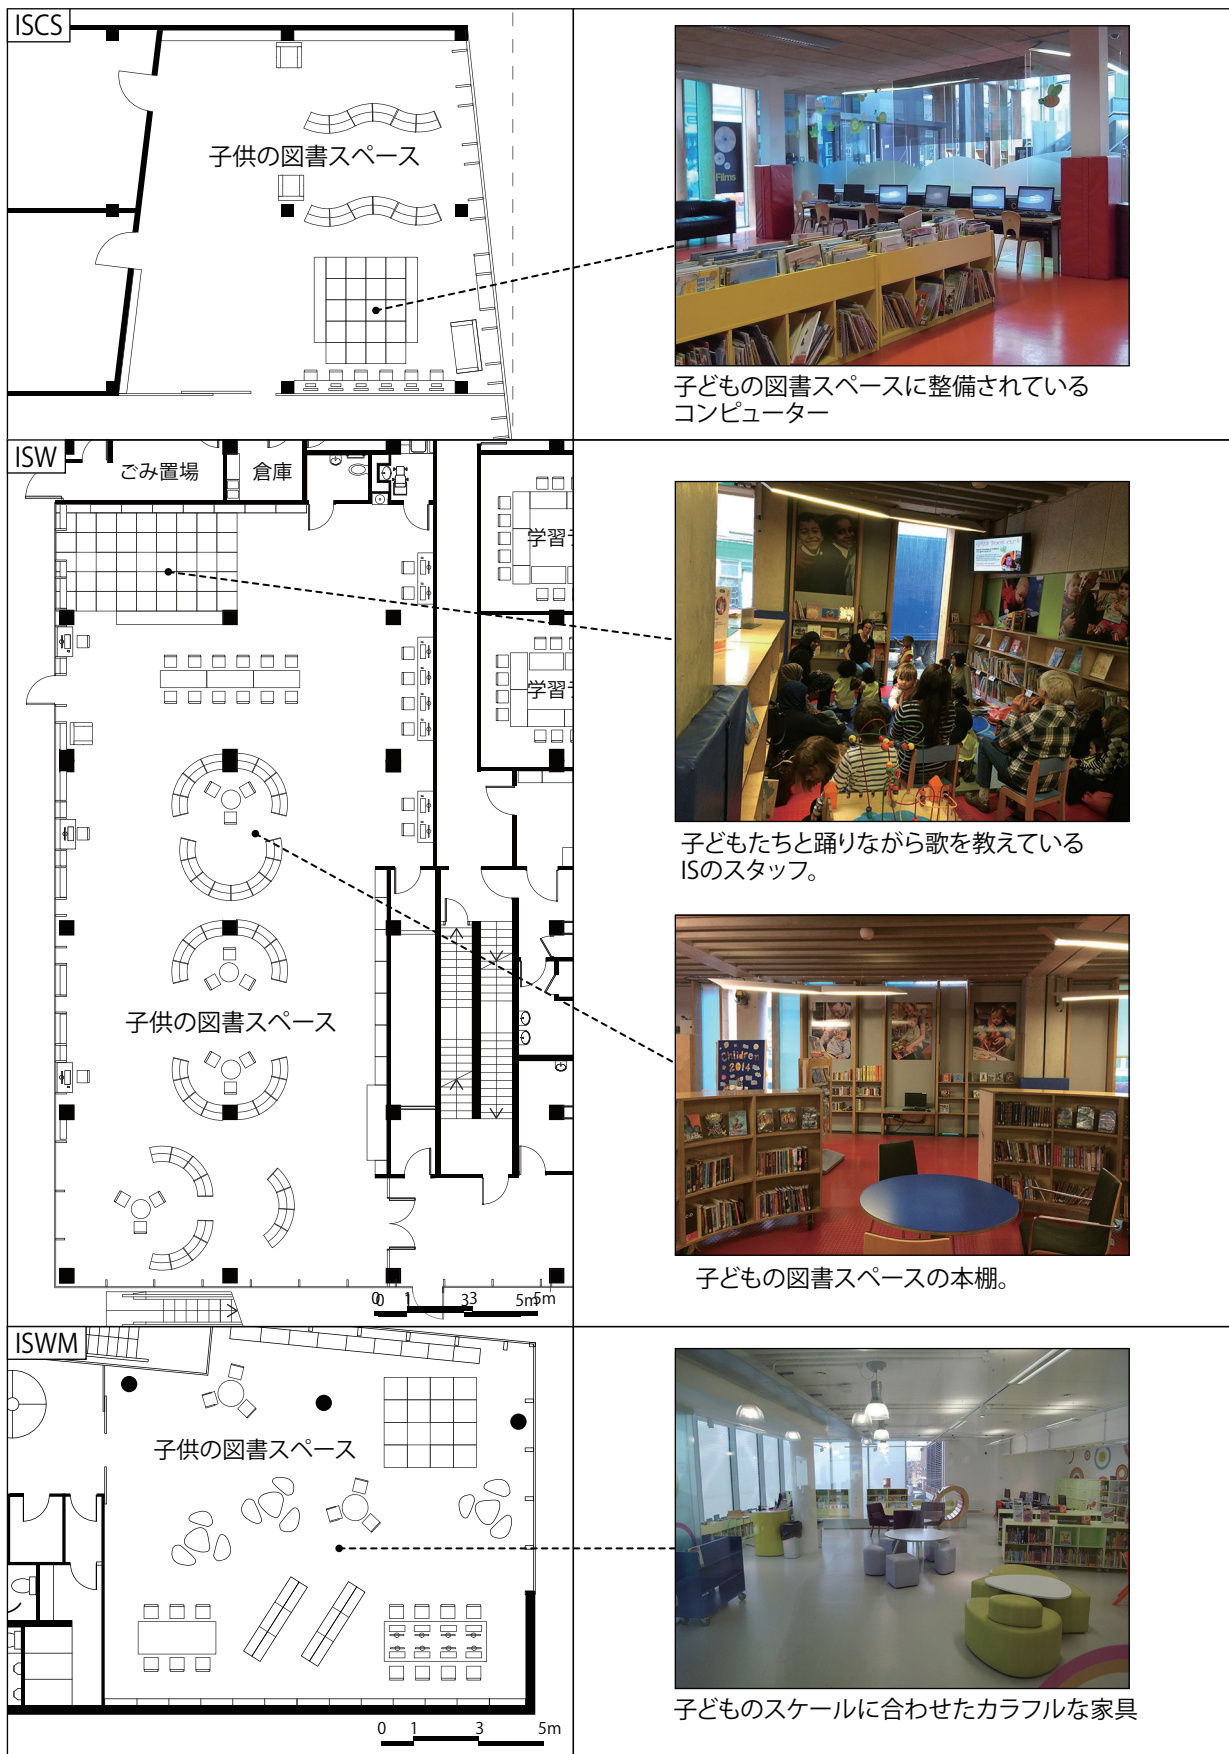 ISCS
子供の図書スペース
Films
子どもの図書スペースに整備されている
コンピューター
ISW
ごみ置場
倉庫
学習
学習
子供の図書スペース
0 1 3 5m
0 3 5m
子どもたちと踊りながら歌を教えている
ISのスタッフ。
Children
2014
子どもの図書スペースの本棚。
ISWM
子供の図書スペース
0 1 3 5m
子どものスケールに合わせたカラフルな家具